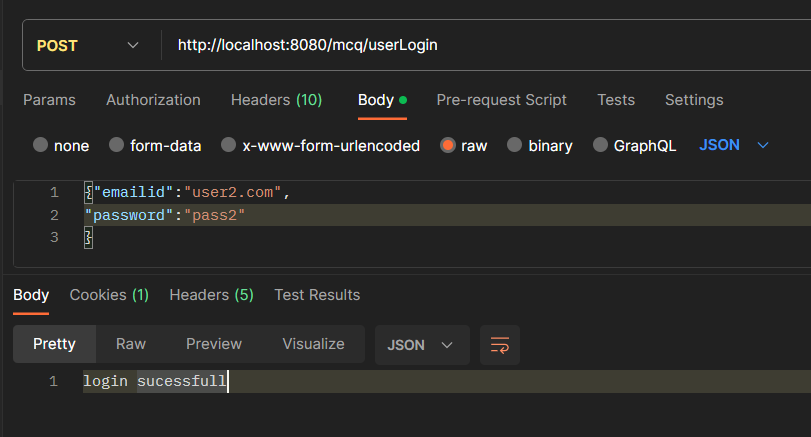 POST http://localhost:8080/mcq/userLogin
Params Authorization Headers (10) Body Pre-request Script Tests Settings
none form-data x-www-form-urlencoded raw binary GraphQL JSON
1 {"emailid":"user2.com",
2 "password":"pass2"
3 }
Body Cookies (1) Headers (5) Test Results
Pretty Raw Preview Visualize JSON
1 login sucessfull